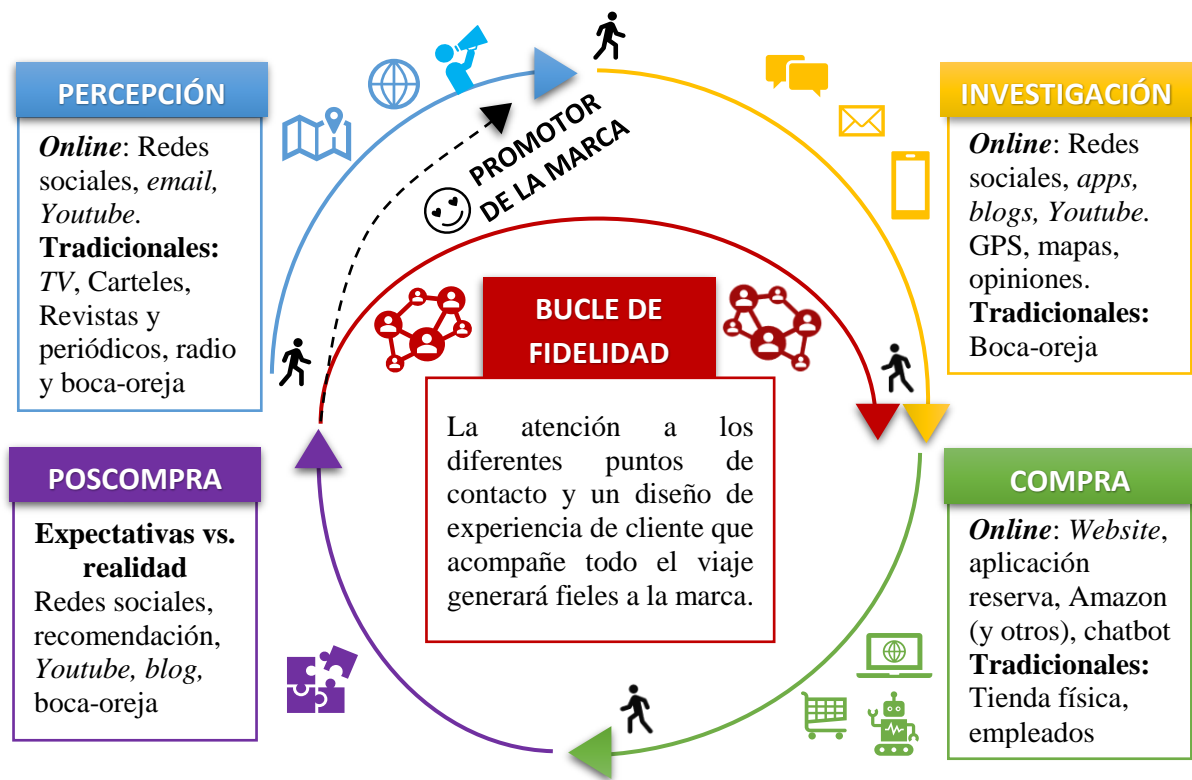 PERCEPCIÓN
Online: Redes
sociales, email,
Youtube.
Tradicionales:
TV, Carteles,
Revistas y
periódicos, radio
y boca-oreja
PROMOTOR
DE LA MARCA
INVESTIGACIÓN
Online: Redes
sociales, apps,
blogs, Youtube.
GPS, mapas,
opiniones.
Tradicionales:
Boca-oreja
BUCLE DE
FIDELIDAD
La atención a los
diferentes puntos de
contacto y un diseño de
experiencia de cliente que
acompañe todo el viaje
generará fieles a la marca.
POSCOMPRA
Expectativas vs.
realidad
Redes sociales,
recomendación,
Youtube, blog,
boca-oreja
COMPRA
Online: Website,
aplicación
reserva, Amazon
(y otros), chatbot
Tradicionales:
Tienda física,
empleados